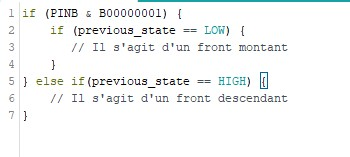 1 if (PINB & B00000001) {
2     if (previous_state == LOW) {
3        // Il s'agit d'un front montant
4     }
5 } else if(previous_state == HIGH) {
6     // Il s'agit d'un front descendant
7 }